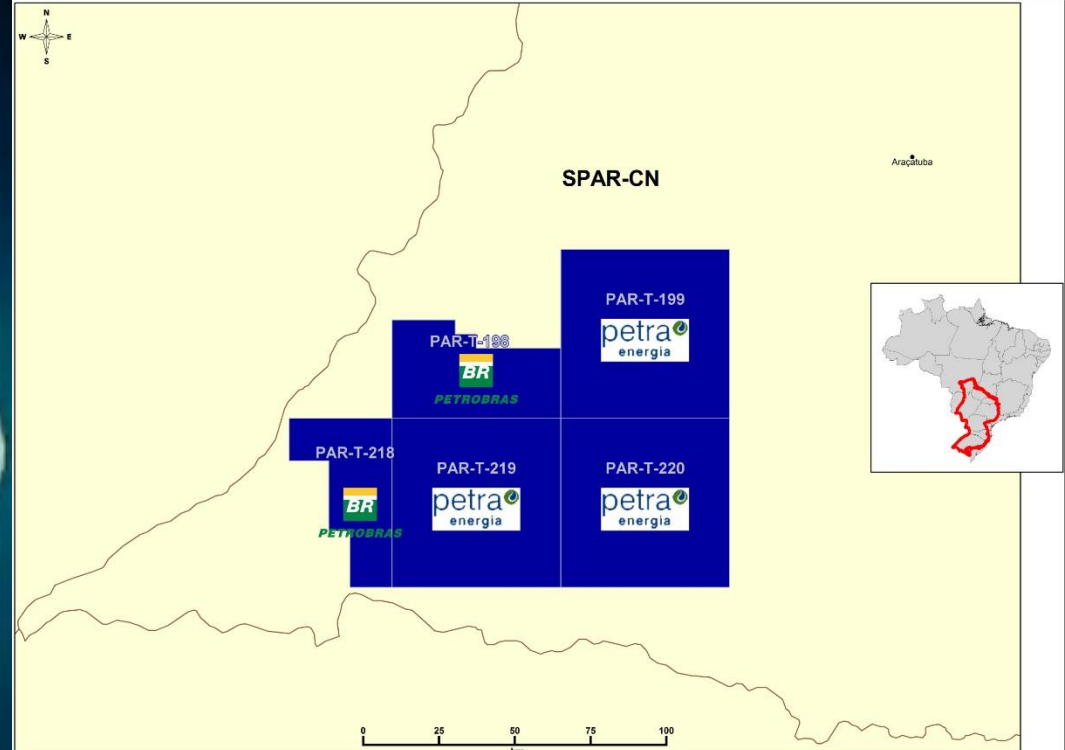 N
W E
S
Araçatuba
SPAR-CN
PAR-T-199
petra
energia
PAR-T-198
BR
PETROBRAS
PAR-T-218
BR
PETROBRAS
PAR-T-219
petra
energia
PAR-T-220
petra
energia
0 25 50 75 100